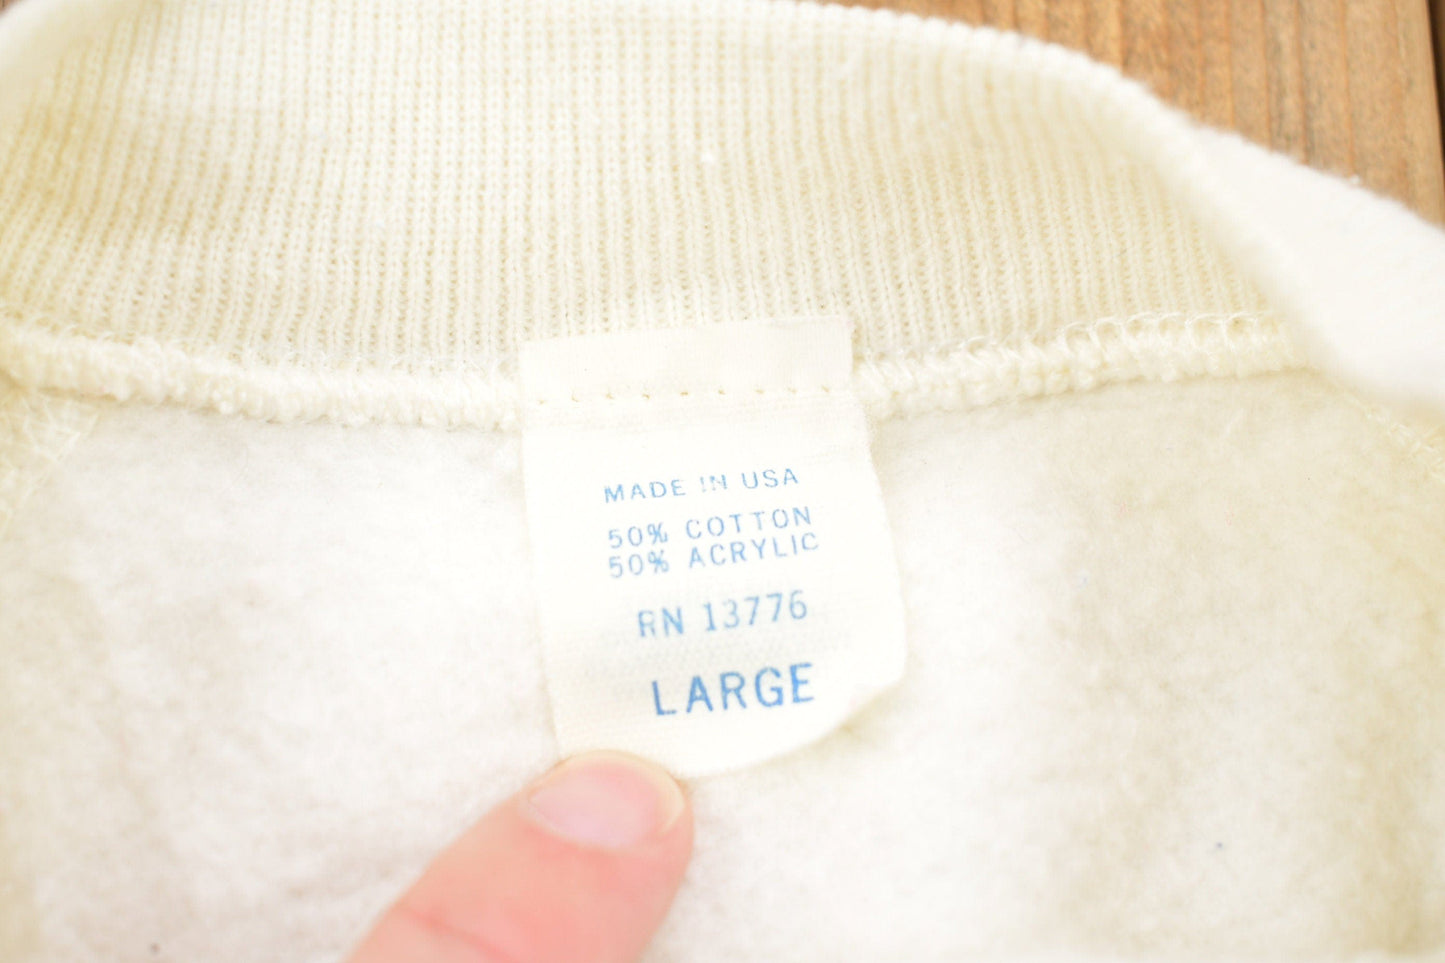 MADE IN USA
50% COTTON
50% ACRYLIC
RN 13776
LARGE